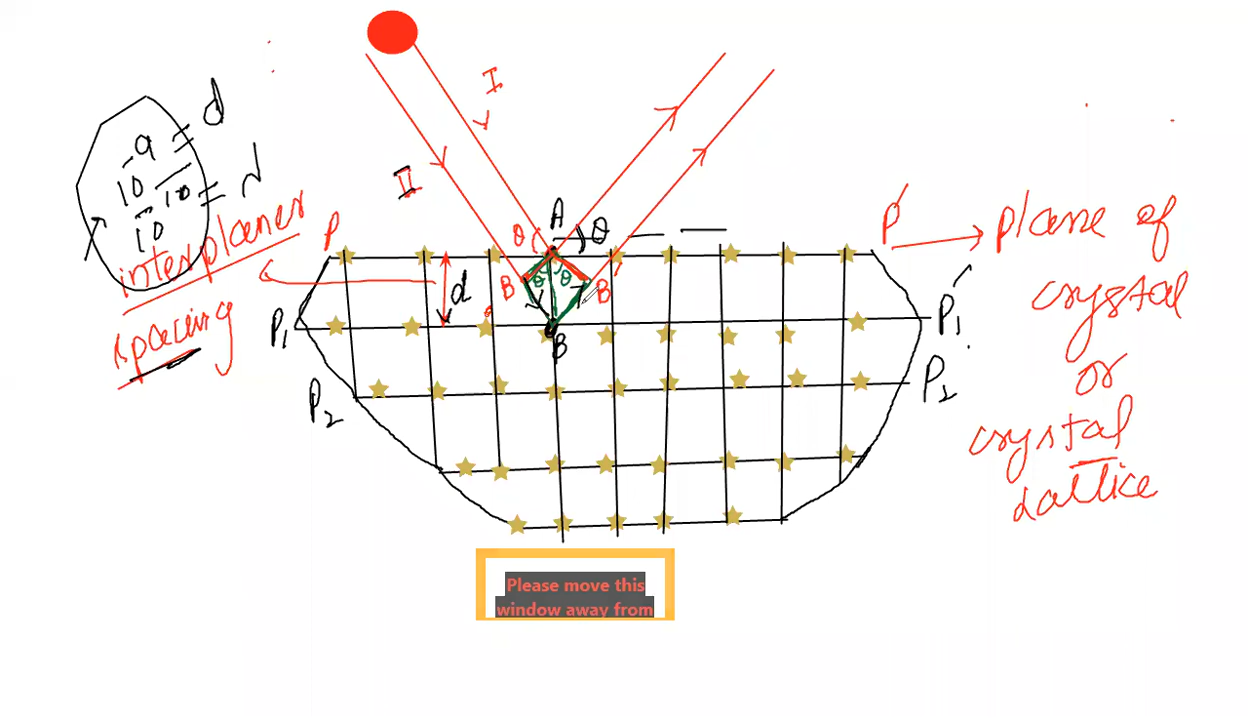 I
II
a = d
10
10 = d
10
interplaner
spacing
P
P₁
P₂
d
A
θ
θ
B
θ
θ
B
B
P'
P₁'
P₂'
plane of
crystal
or
crystal
Lattice
Please move this
window away from